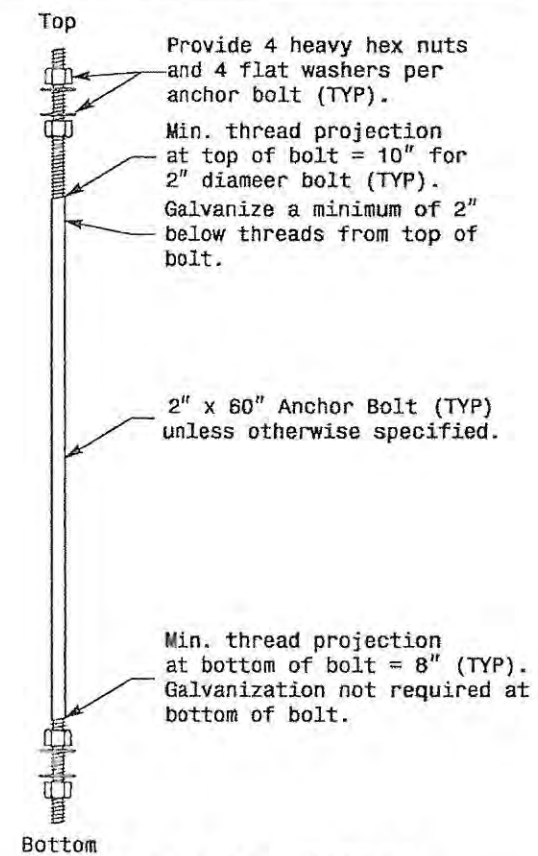 Top
Provide 4 heavy hex nuts
and 4 flat washers per
anchor bolt (TYP).
Min. thread projection
at top of bolt = 10" for
2" diameer bolt (TYP).
Galvanize a minimum of 2"
below threads from top of
bolt.
2" x 60" Anchor Bolt (TYP)
unless otherwise specified.
Min. thread projection
at bottom of bolt = 8" (TYP).
Galvanization not required at
bottom of bolt.
Bottom